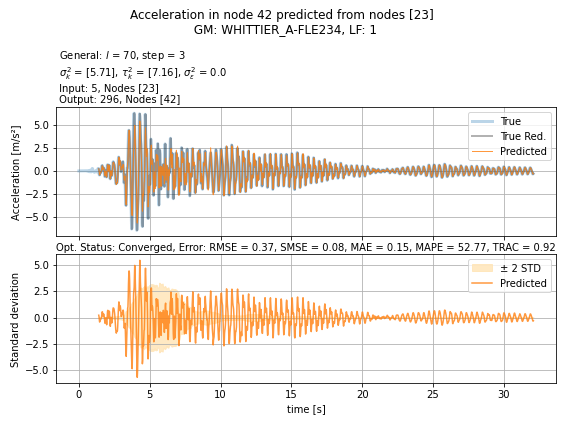 Acceleration in node 42 predicted from nodes [23]
GM: WHITTIER_A-FLE234, LF: 1
General: l = 70, step = 3
σ²ₖ = [5.71], τ²ₖ = [7.16], σ²ε = 0.0
Input: 5, Nodes [23]
Output: 296, Nodes [42]
Acceleration [m/s²]
5.0
2.5
0.0
−2.5
−5.0
True
True Red.
Predicted
Opt. Status: Converged, Error: RMSE = 0.37, SMSE = 0.08, MAE = 0.15, MAPE = 52.77, TRAC = 0.92
Standard deviation
5.0
2.5
0.0
−2.5
−5.0
± 2 STD
Predicted
0 5 10 15 20 25 30
time [s]